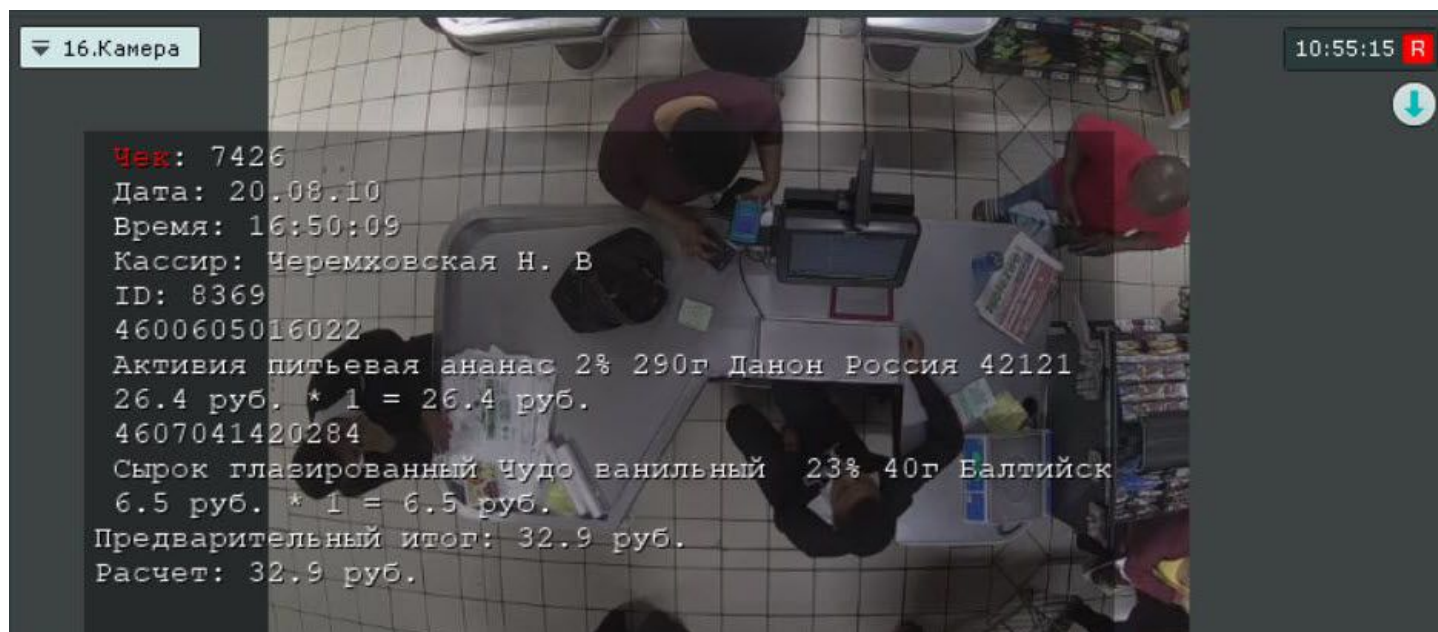 16.Камера
10:55:15 R
Чек: 7426
Дата: 20.08.10
Время: 16:50:09
Кассир: Черемховская Н. В
ID: 8369
4600605016022
Активия питьевая ананас 2% 290г Данон Россия 42121
26.4 руб. * 1 = 26.4 руб.
4607041420284
Сырок глазированный Чудо ванильный  23% 40г Балтийск
6.5 руб. * 1 = 6.5 руб.
Предварительный итог: 32.9 руб.
Расчет: 32.9 руб.